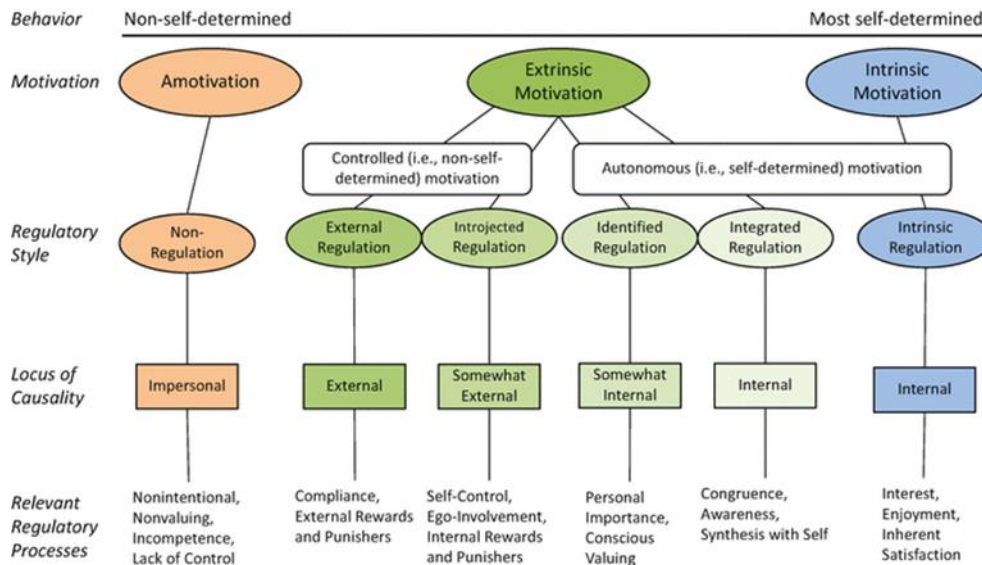 Behavior
Non-self-determined
Most self-determined
Motivation
Amotivation
Extrinsic
Motivation
Intrinsic
Motivation
Controlled (i.e., non-self-
determined) motivation
Autonomous (i.e., self-determined) motivation
Regulatory
Style
Non-
Regulation
External
Regulation
Introjected
Regulation
Identified
Regulation
Integrated
Regulation
Intrinsic
Regulation
Locus of
Causality
Impersonal
External
Somewhat
External
Somewhat
Internal
Internal
Internal
Relevant
Regulatory
Processes
Nonintentional,
Nonvaluing,
Incompetence,
Lack of Control
Compliance,
External Rewards
and Punishers
Self-Control,
Ego-Involvement,
Internal Rewards
and Punishers
Personal
Importance,
Conscious
Valuing
Congruence,
Awareness,
Synthesis with Self
Interest,
Enjoyment,
Inherent
Satisfaction